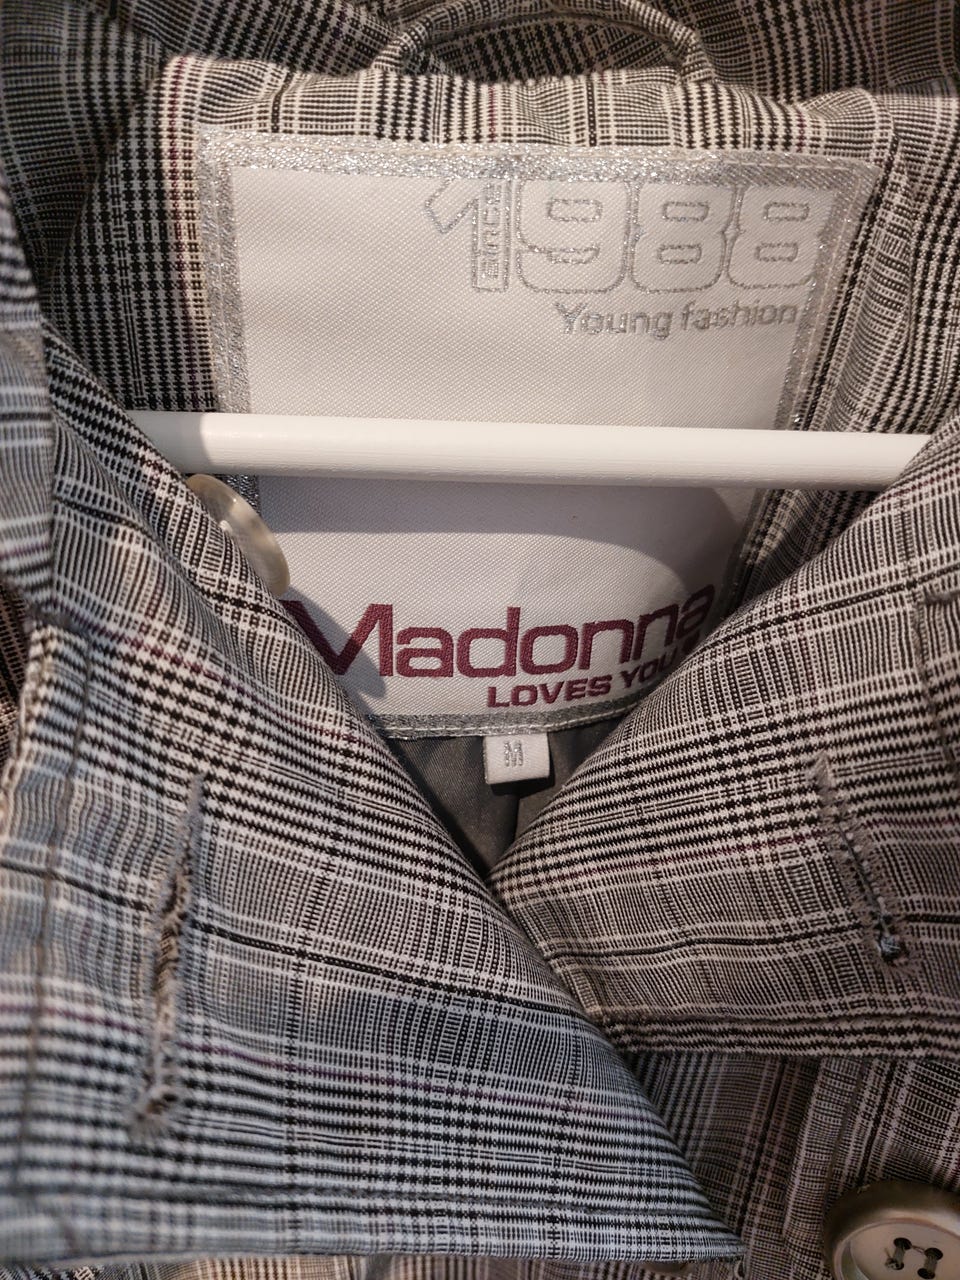 since 1988
Young fashion
Madonna
LOVES YOU
M